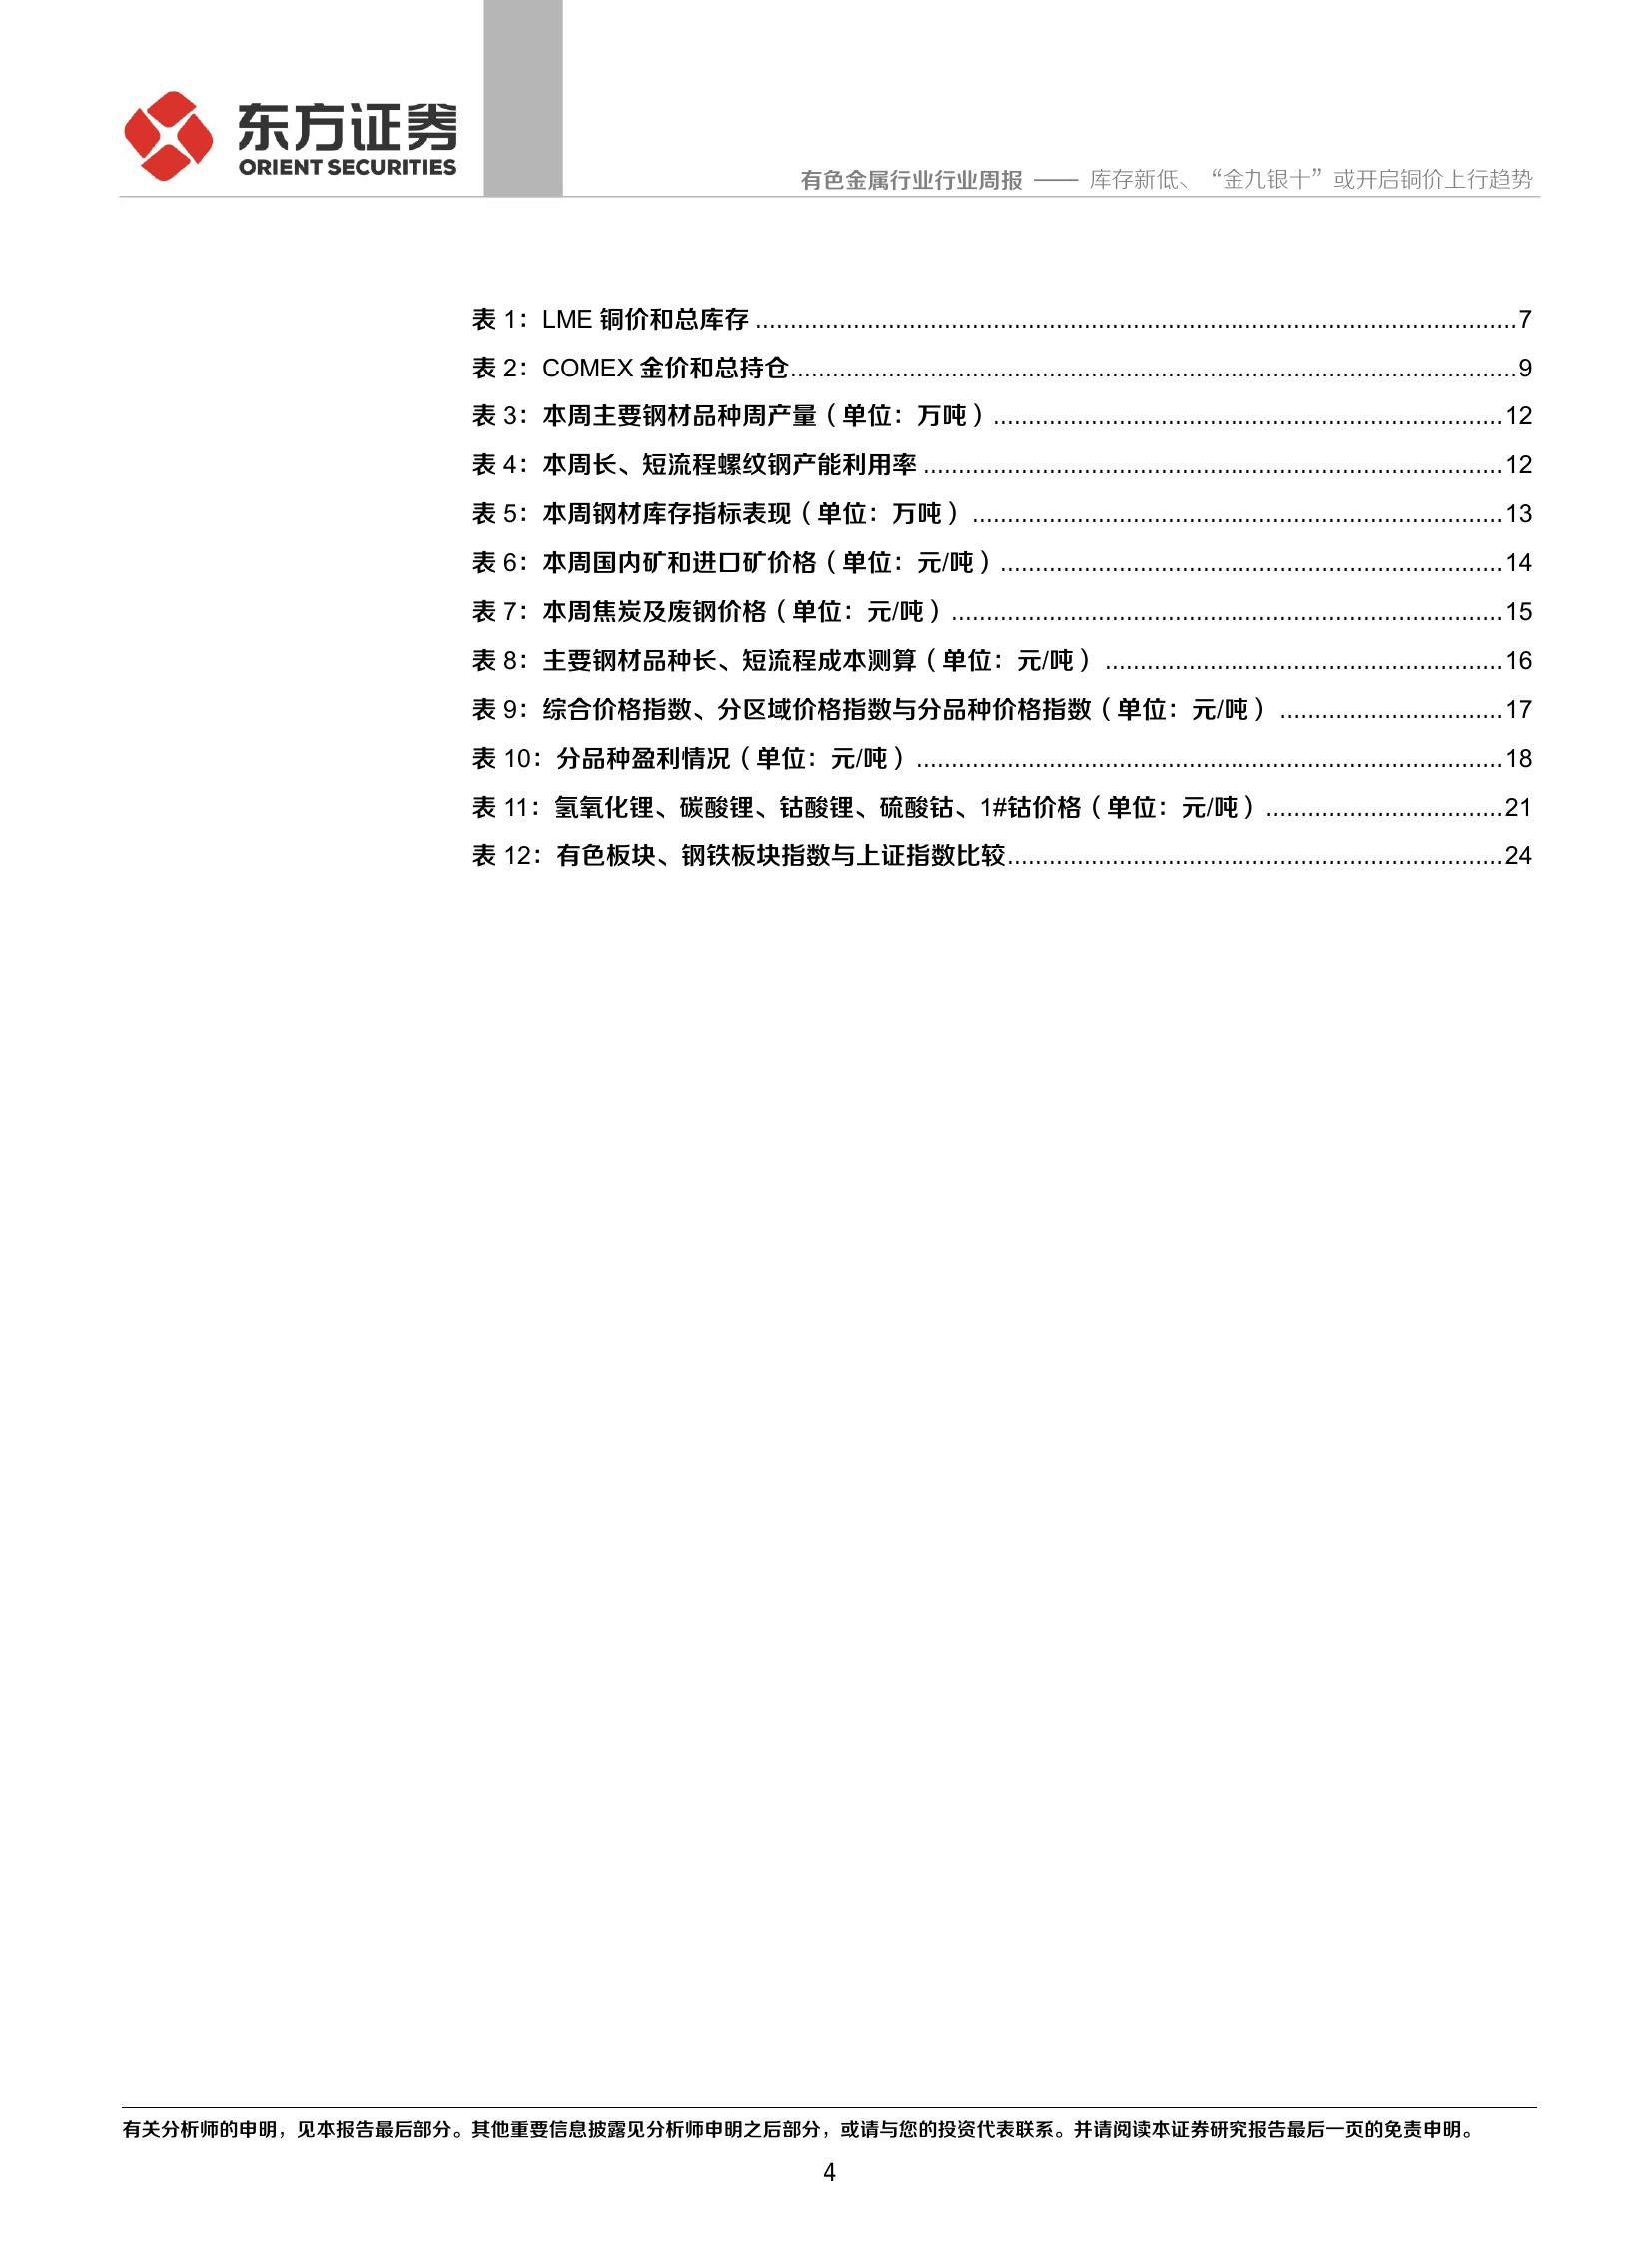 东方证券
ORIENT SECURITIES
有色金属行业行业周报 —— 库存新低、“金九银十”或开启铜价上行趋势
表 1：LME 铜价和总库存 ..........7
表 2：COMEX 金价和总持仓..........9
表 3：本周主要钢材品种周产量（单位：万吨）..........12
表 4：本周长、短流程螺纹钢产能利用率 ..........12
表 5：本周钢材库存指标表现（单位：万吨）..........13
表 6：本周国内矿和进口矿价格（单位：元/吨）..........14
表 7：本周焦炭及废钢价格（单位：元/吨）..........15
表 8：主要钢材品种长、短流程成本测算（单位：元/吨）..........16
表 9：综合价格指数、分区域价格指数与分品种价格指数（单位：元/吨）..........17
表 10：分品种盈利情况（单位：元/吨）..........18
表 11：氢氧化锂、碳酸锂、钴酸锂、硫酸钴、1#钴价格（单位：元/吨）..........21
表 12：有色板块、钢铁板块指数与上证指数比较..........24
有关分析师的申明，见本报告最后部分。其他重要信息披露见分析师申明之后部分，或请与您的投资代表联系。并请阅读本证券研究报告最后一页的免责申明。
4